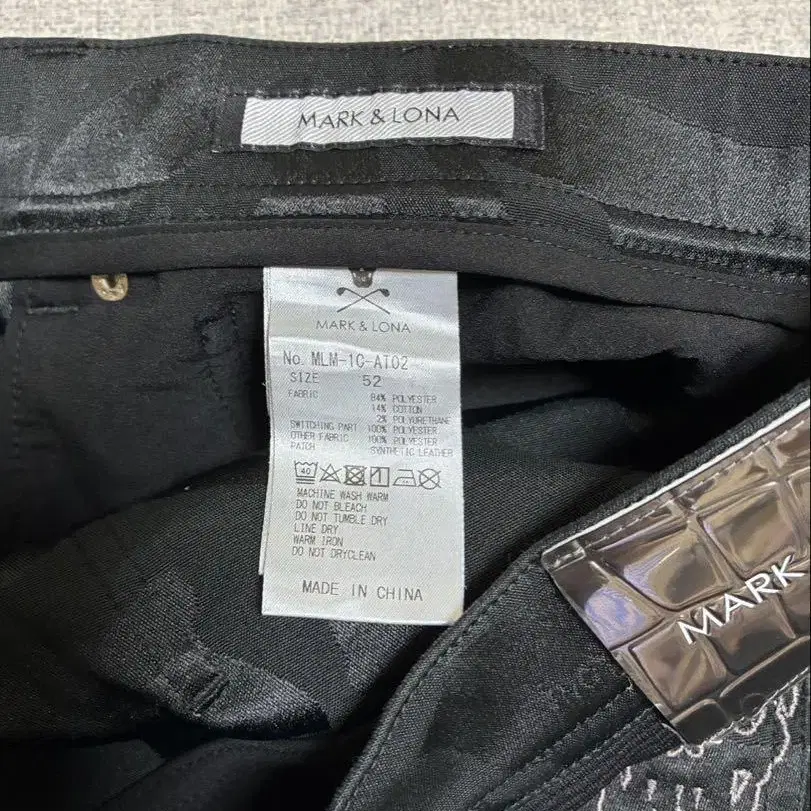 MARK & LONA
MARK & LONA
No. MLM-1C-AT02
SIZE 52
FABRIC 84% POLYESTER
14% COTTON
2% POLYURETHANE
SWITCHING PART 100% POLYESTER
OTHER FABRIC 100% POLYESTER
PATCH SYNTHETIC LEATHER
40
MACHINE WASH WARM
DO NOT BLEACH
DO NOT TUMBLE DRY
LINE DRY
WARM IRON
DO NOT DRYCLEAN
MADE IN CHINA
MARK